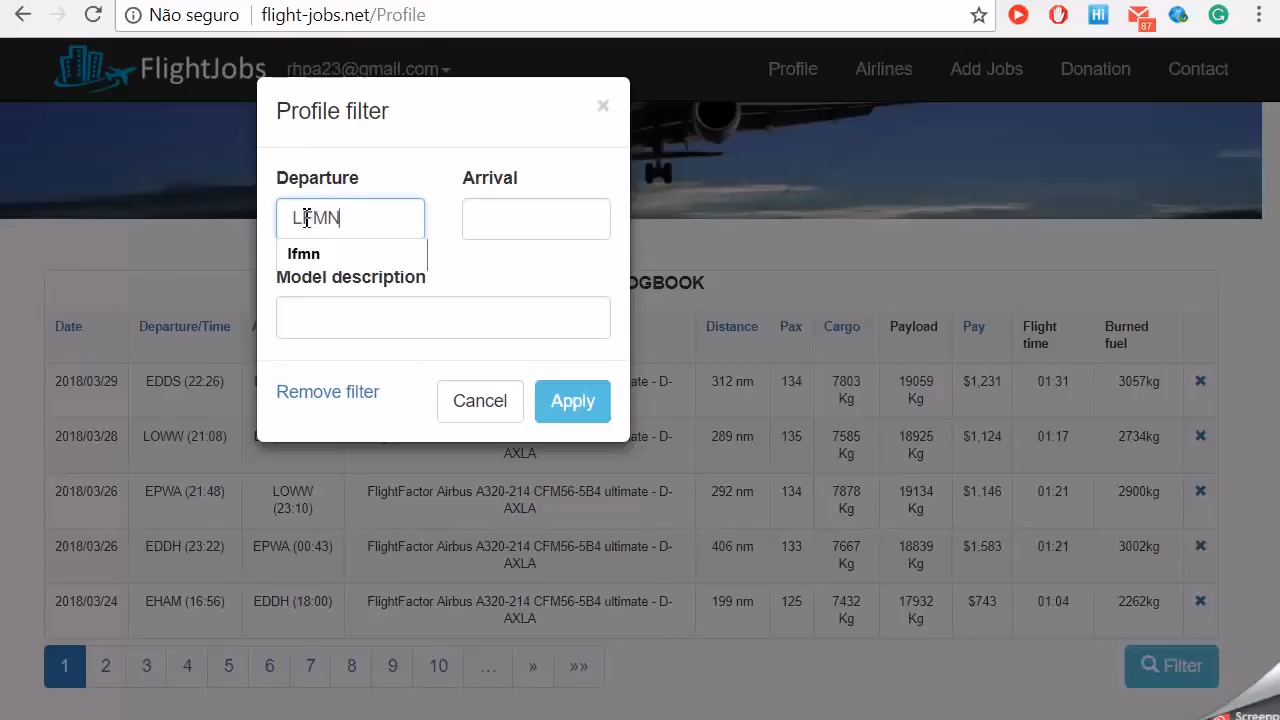 Não seguro flight-jobs.net/Profile
87
FlightJobs rhpa23@gmail.com Profile Airlines Add Jobs Donation Contact
Profile filter ×
Departure Arrival
LFMN
lfmn
Model description
OGBOOK
Date Departure/Time A Distance Pax Cargo Payload Pay Flight time Burned fuel
2018/03/29 EDDS (22:26) ate - D- 312 nm 134 7803 Kg 19059 Kg $1,231 01:31 3057kg
2018/03/28 LOWW (21:08) ate - D-AXLA 289 nm 135 7585 Kg 18925 Kg $1,124 01:17 2734kg
2018/03/26 EPWA (21:48) LOWW (23:10) FlightFactor Airbus A320-214 CFM56-5B4 ultimate - D-AXLA 292 nm 134 7878 Kg 19134 Kg $1,146 01:21 2900kg
2018/03/26 EDDH (23:22) EPWA (00:43) FlightFactor Airbus A320-214 CFM56-5B4 ultimate - D-AXLA 406 nm 133 7667 Kg 18839 Kg $1,583 01:21 3002kg
2018/03/24 EHAM (16:56) EDDH (18:00) FlightFactor Airbus A320-214 CFM56-5B4 ultimate - D-AXLA 199 nm 125 7432 Kg 17932 Kg $743 01:04 2262kg
Remove filter Cancel Apply
1 2 3 4 5 6 7 8 9 10 … » »» Filter
Screenp